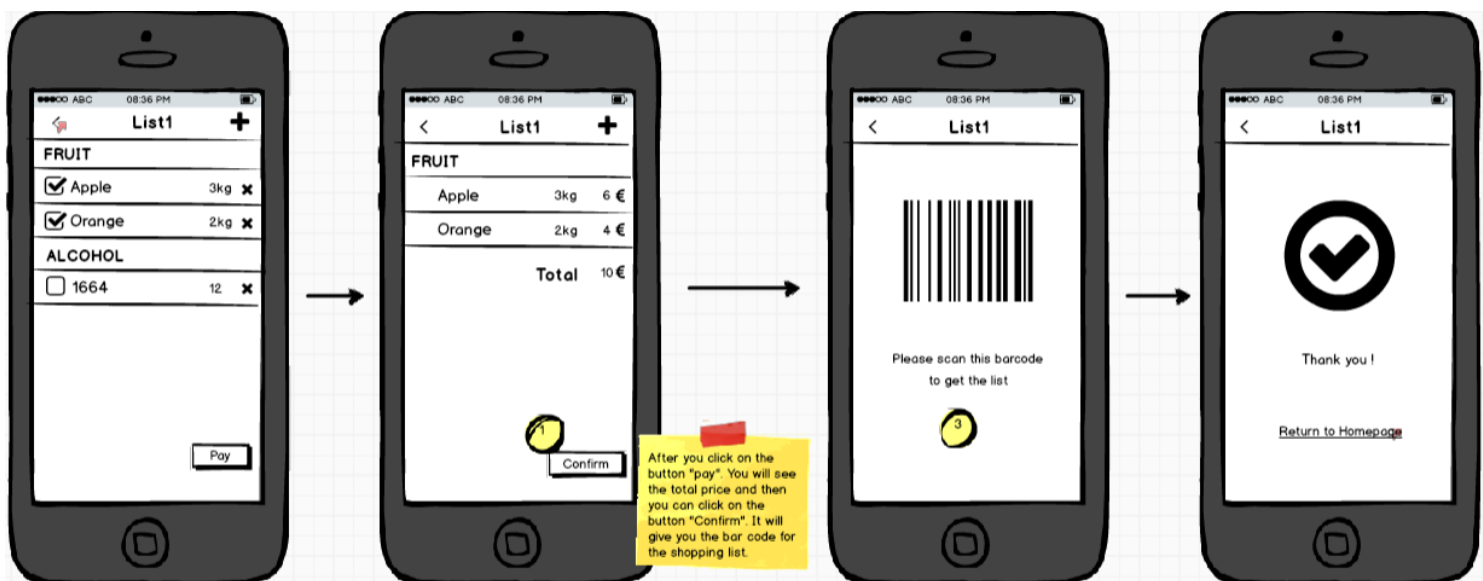 ABC 08:36 PM
List1
FRUIT
Apple 3kg
Orange 2kg
ALCOHOL
1664 12
Pay
ABC 08:36 PM
List1
FRUIT
Apple 3kg 6 €
Orange 2kg 4 €
Total 10 €
1
Confirm
After you click on the
button "pay". You will see
the total price and then
you can click on the
button "Confirm". It will
give you the bar code for
the shopping list.
ABC 08:36 PM
List1
Please scan this barcode
to get the list
3
ABC 08:36 PM
List1
Thank you !
Return to Homepage